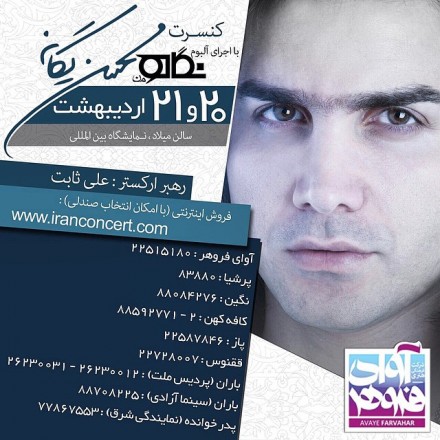 کنسرت
محسن یگانه
با اجرای آلبوم نگاه من
۲۰ و ۲۱ اردیبهشت
سالن میلاد ، نمایشگاه بین المللی
رهبر ارکستر : علی ثابت
فروش اینترنتی (با امکان انتخاب صندلی) :
www.iranconcert.com
آوای فروهر : ۲۲۵۱۵۱۸۰
پرشیا : ۸۳۸۸۰
نگین : ۸۸۰۸۴۲۷۶
کافه کهن : ۲ - ۸۸۵۹۲۷۷۱
پاز : ۲۲۵۸۷۸۴۶
ققنوس : ۲۲۷۲۸۰۰۷
باران (پردیس ملت) : ۲۶۲۳۰۰۱۲ - ۲۶۲۳۰۰۳۱
باران (سینما آزادی) : ۸۸۷۰۸۲۲۵
پدر خوانده (نمایندگی شرق) : ۷۷۸۶۷۵۵۳
آوای
فروهر
AVAYE FARVAHAR